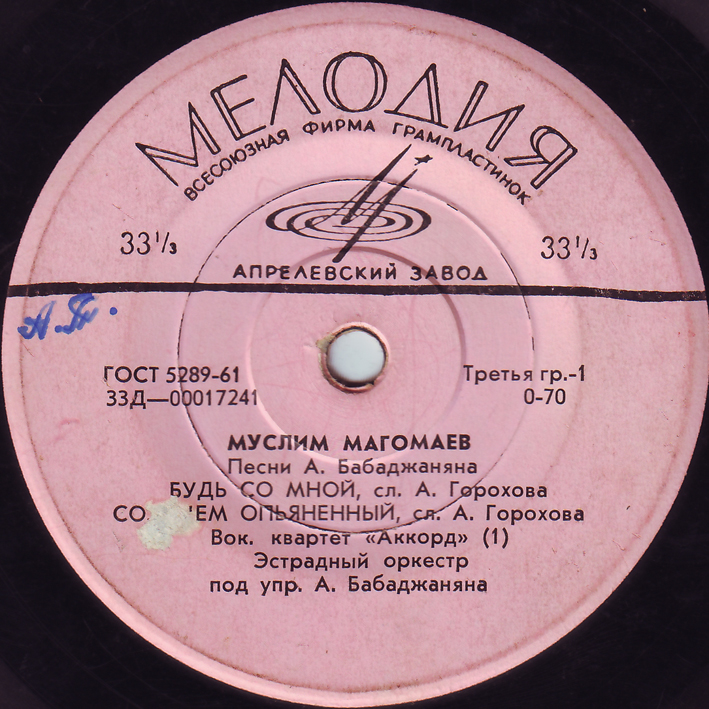 МЕЛОДИЯ
ВСЕСОЮЗНАЯ ФИРМА ГРАМПЛАСТИНОК
33⅓ 33⅓
АПРЕЛЕВСКИЙ ЗАВОД
ГОСТ 5289-61 Третья гр.-1
33Д—00017241 0-70
МУСЛИМ МАГОМАЕВ
Песни А. Бабаджаняна
БУДЬ СО МНОЙ, сл. А. Горохова
ОПЬЯНЕННЫЙ, сл. А. Горохова
Вок. квартет «Аккорд» (1)
Эстрадный оркестр
под упр. А. Бабаджаняна